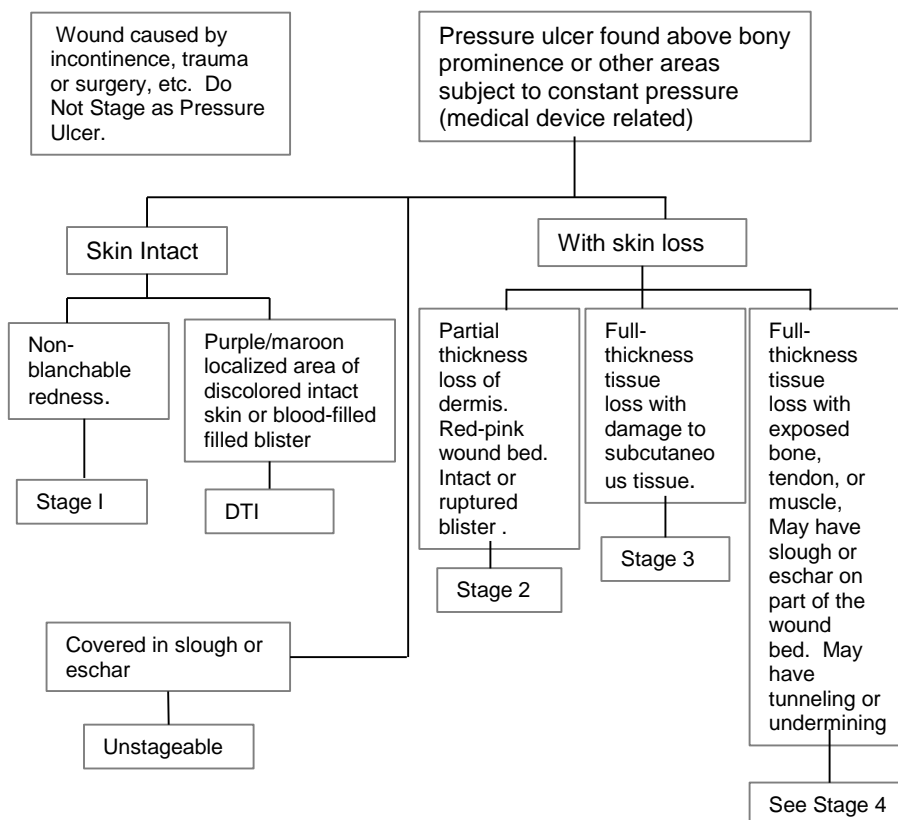 Wound caused by
incontinence, trauma
or surgery, etc.  Do
Not Stage as Pressure
Ulcer.
Pressure ulcer found above bony
prominence or other areas
subject to constant pressure
(medical device related)
Skin Intact
With skin loss
Non-
blanchable
redness.
Purple/maroon
localized area of
discolored intact
skin or blood-filled
filled blister
Partial
thickness
loss of
dermis.
Red-pink
wound bed.
Intact or
ruptured
blister .
Full-
thickness
tissue
loss with
damage to
subcutaneo
us tissue.
Full-
thickness
tissue
loss with
exposed
bone,
tendon, or
muscle,
May have
slough or
eschar on
part of the
wound
bed.  May
have
tunneling or
undermining
Stage I
DTI
Stage 2
Stage 3
Covered in slough or
eschar
Unstageable
See Stage 4